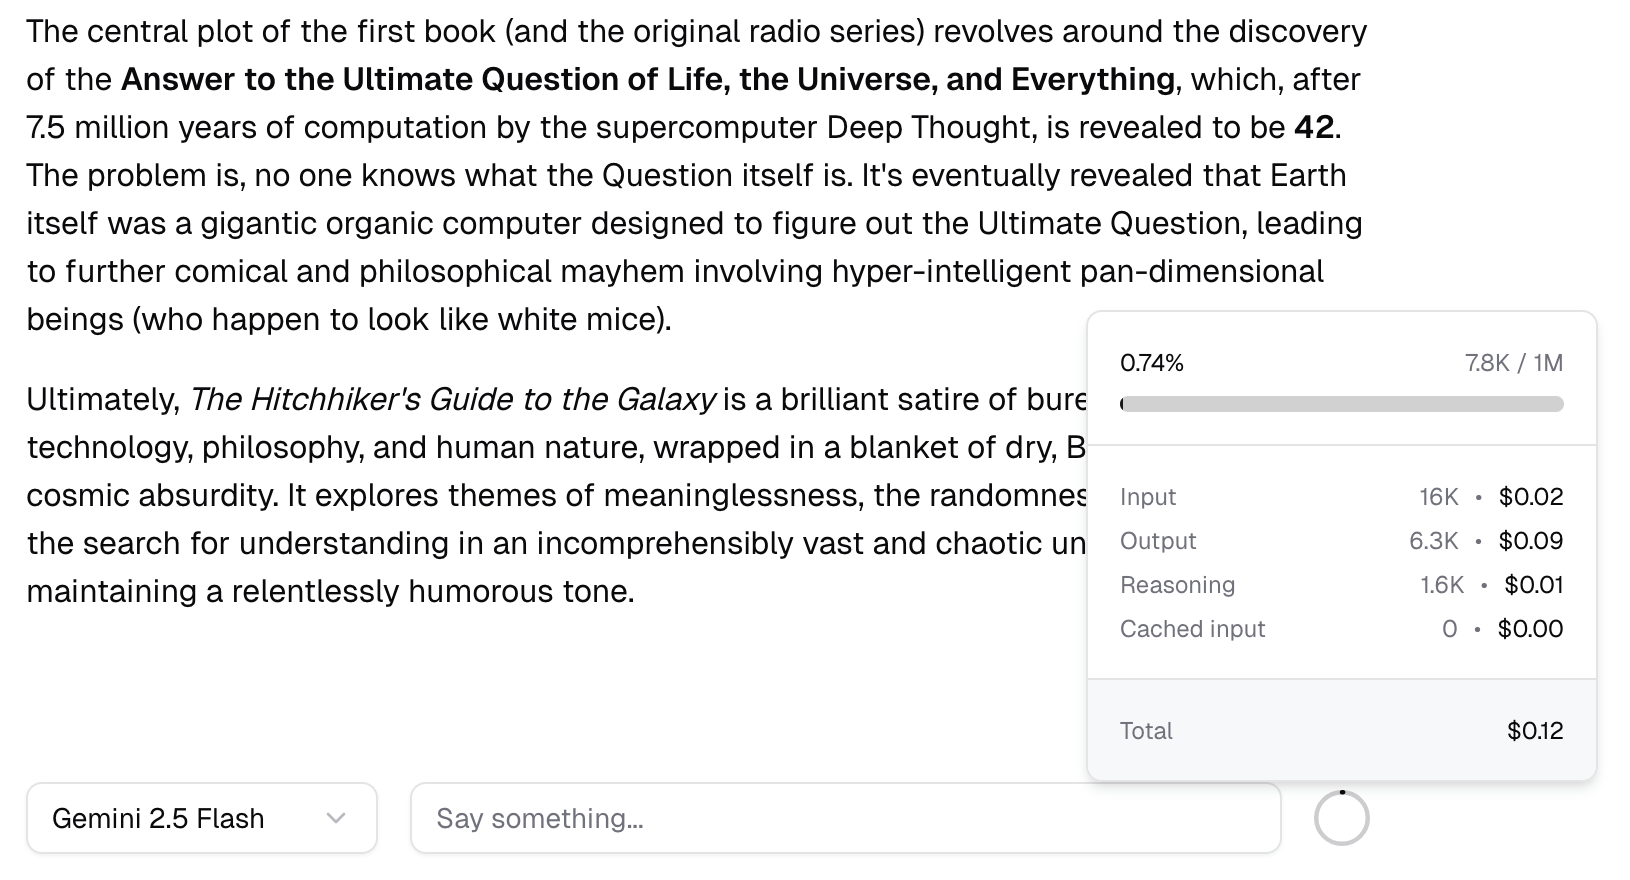 The central plot of the first book (and the original radio series) revolves around the discovery
of the Answer to the Ultimate Question of Life, the Universe, and Everything, which, after
7.5 million years of computation by the supercomputer Deep Thought, is revealed to be 42.
The problem is, no one knows what the Question itself is. It's eventually revealed that Earth
itself was a gigantic organic computer designed to figure out the Ultimate Question, leading
to further comical and philosophical mayhem involving hyper-intelligent pan-dimensional
beings (who happen to look like white mice).
Ultimately, The Hitchhiker's Guide to the Galaxy is a brilliant satire of
technology, philosophy, and human nature, wrapped in a blanket of dry,
cosmic absurdity. It explores themes of meaninglessness, the
the search for understanding in an incomprehensibly vast and chaotic
maintaining a relentlessly humorous tone.
0.74% 7.8K / 1M
Input 16K • $0.02
Output 6.3K • $0.09
Reasoning 1.6K • $0.01
Cached input 0 • $0.00
Total $0.12
Gemini 2.5 Flash
Say something...